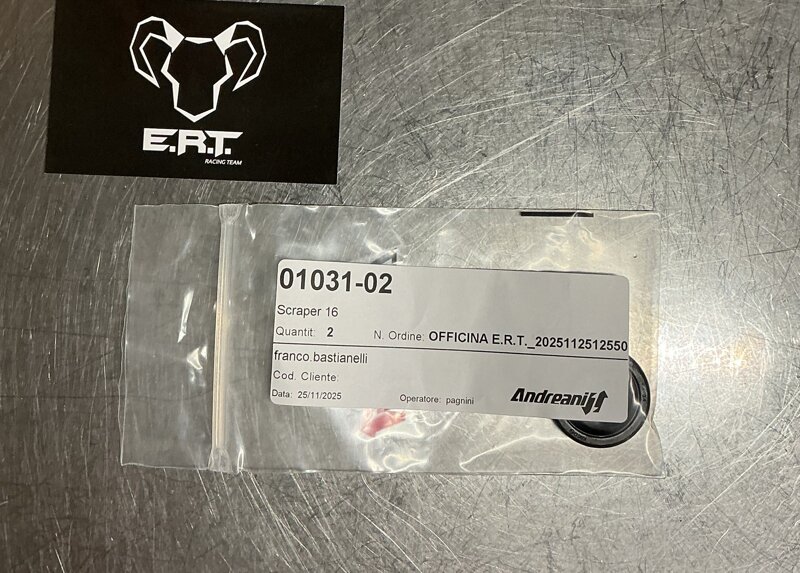 E.R.T.
RACING TEAM
01031-02
Scraper 16
Quantit: 2 N. Ordine: OFFICINA E.R.T._2025112512550
franco.bastianelli
Cod. Cliente:
Data: 25/11/2025 Operatore: pagnini
Andreani